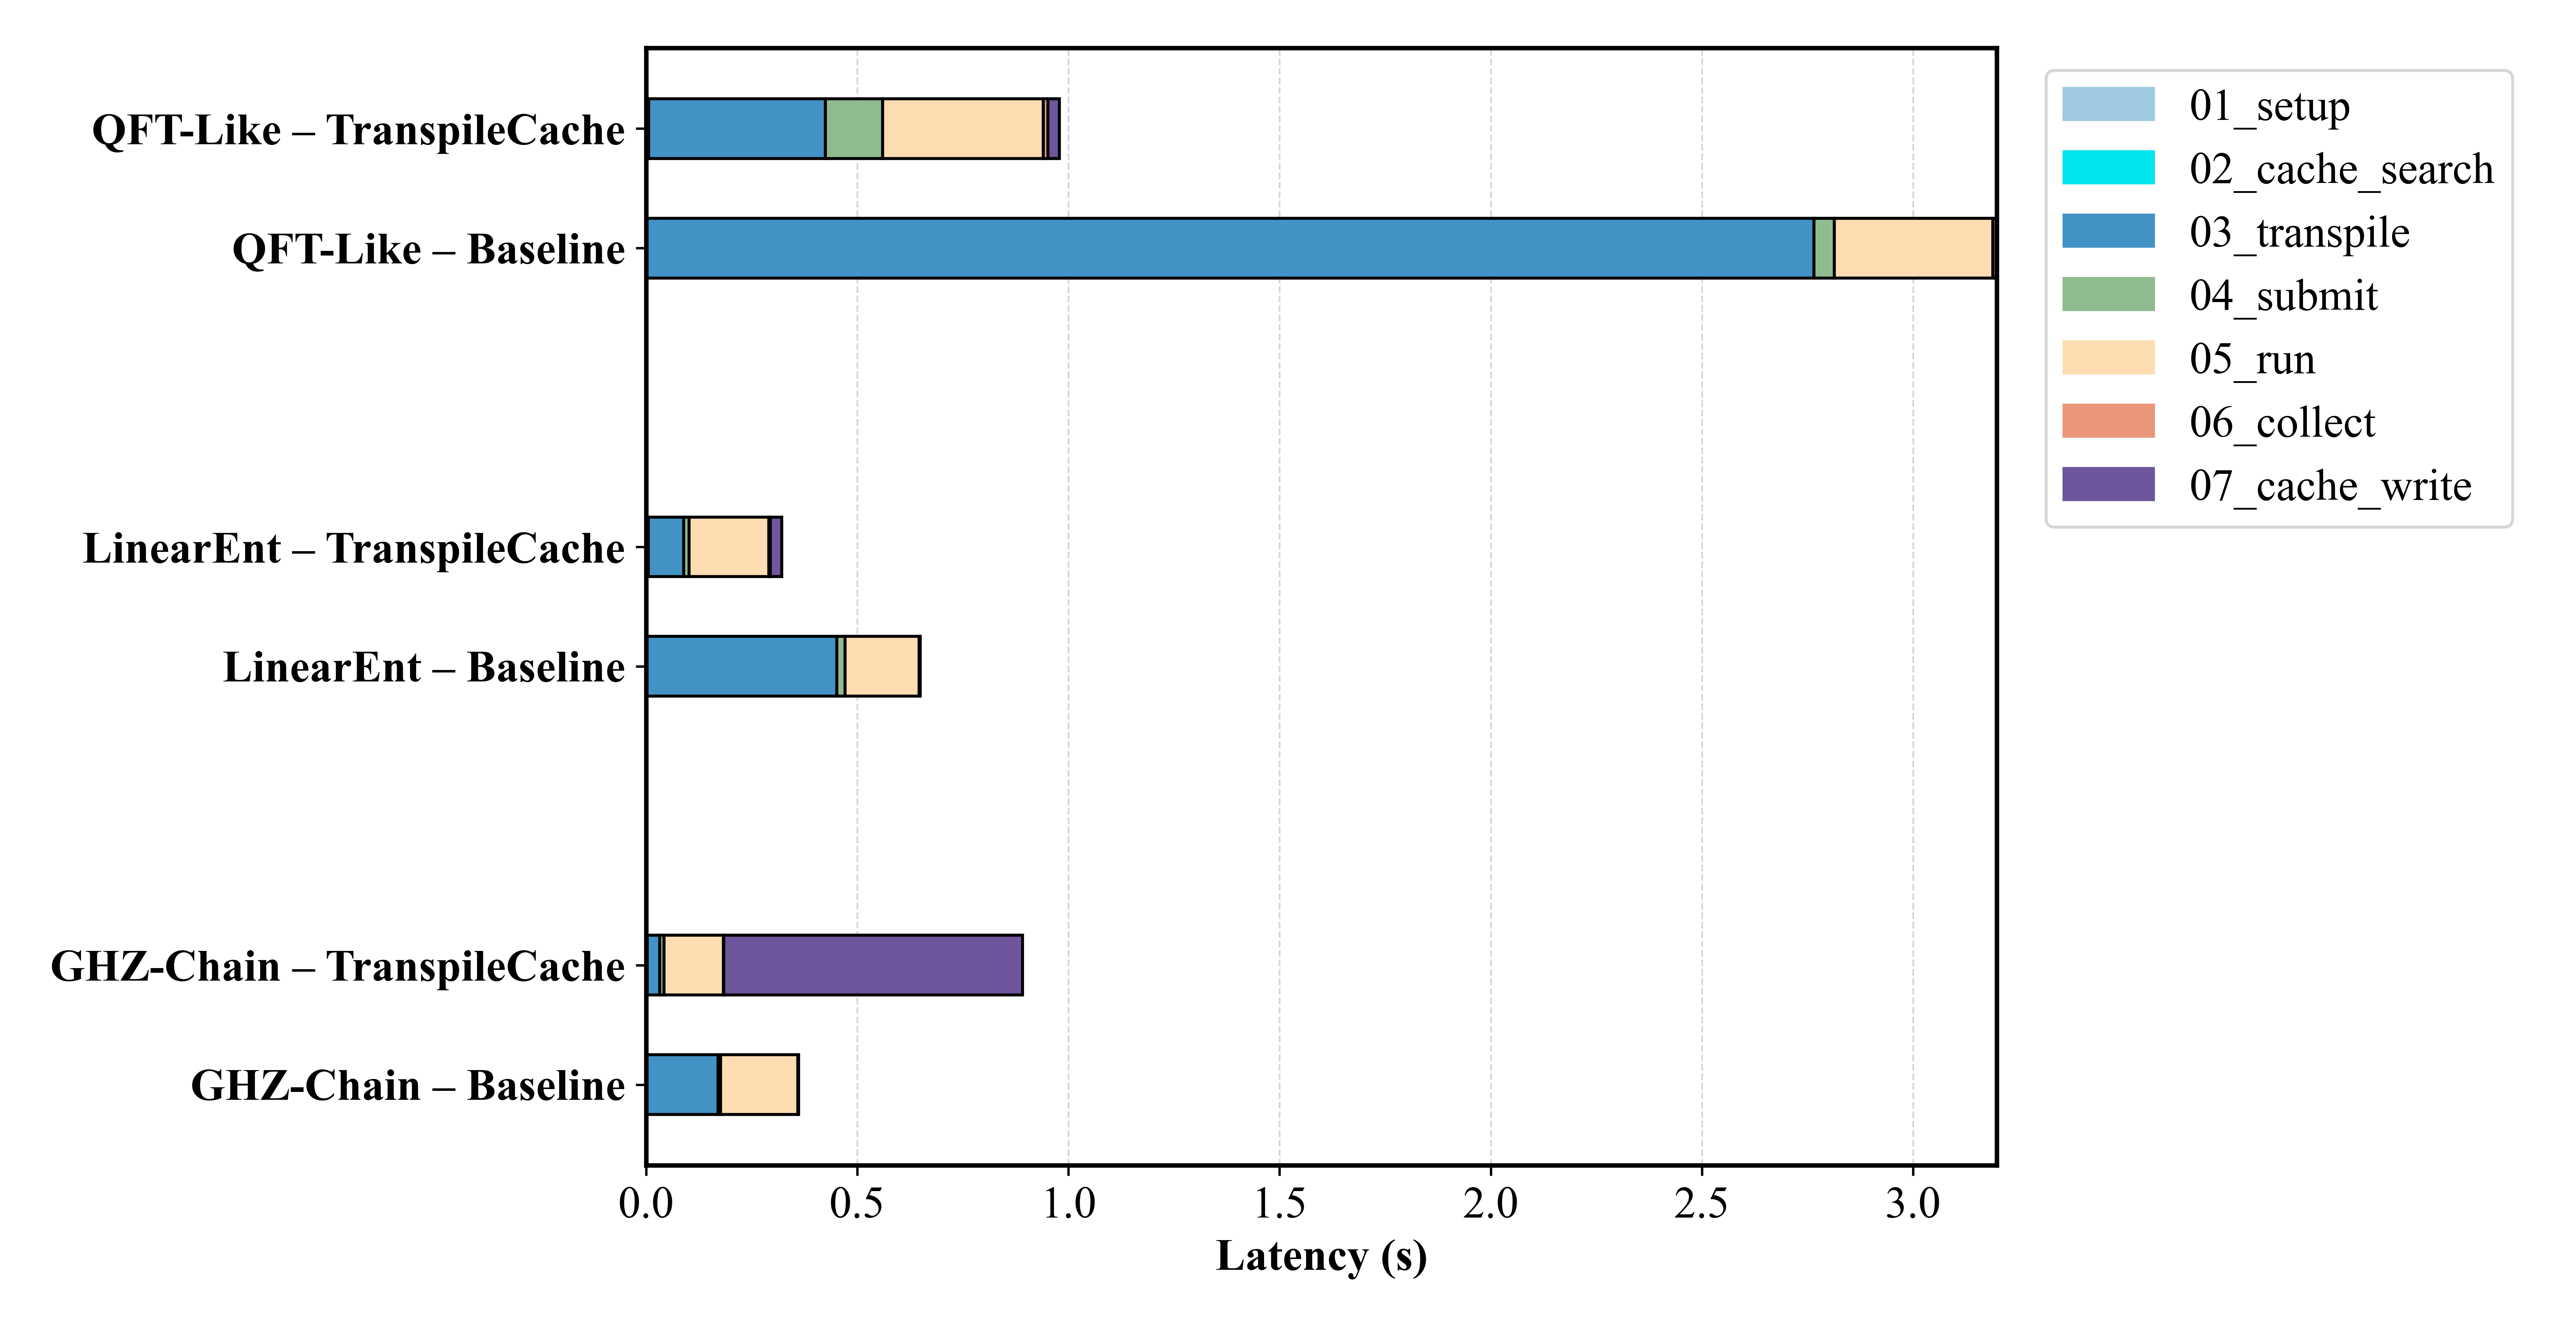 QFT-Like – TranspileCache
QFT-Like – Baseline
LinearEnt – TranspileCache
LinearEnt – Baseline
GHZ-Chain – TranspileCache
GHZ-Chain – Baseline
0.0 0.5 1.0 1.5 2.0 2.5 3.0
Latency (s)
01_setup
02_cache_search
03_transpile
04_submit
05_run
06_collect
07_cache_write